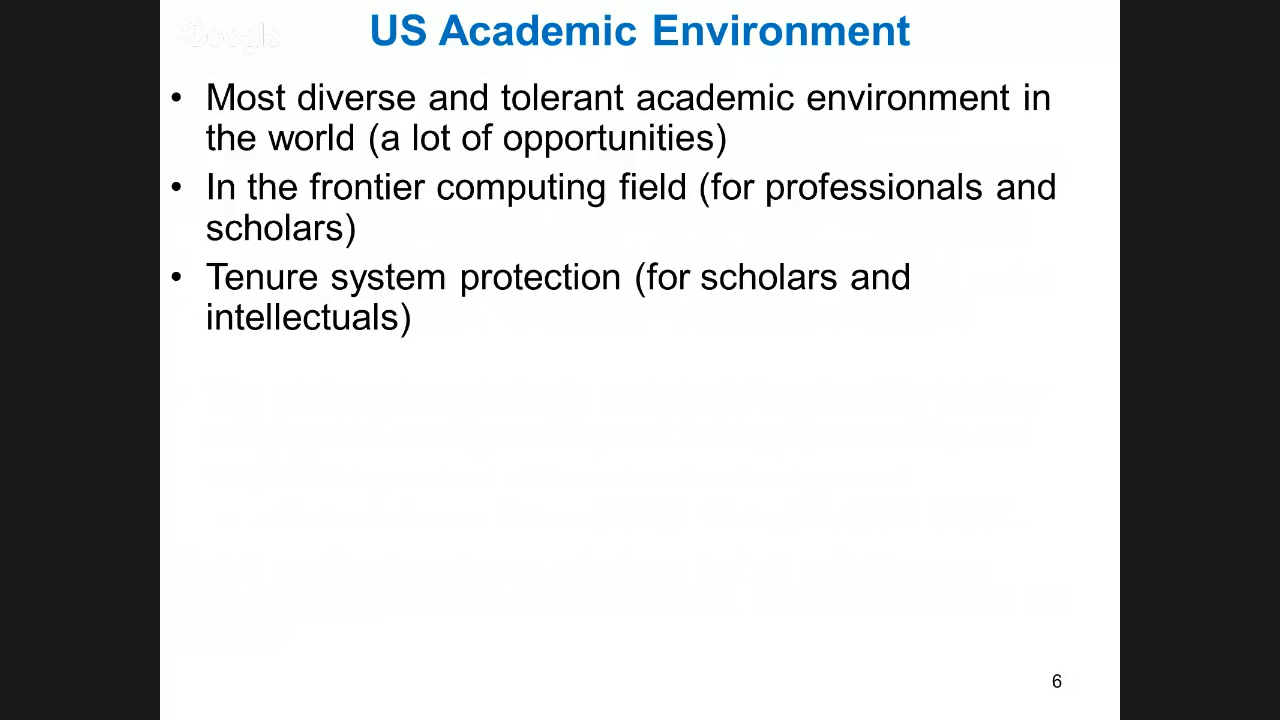 Google
US Academic Environment
• Most diverse and tolerant academic environment in
the world (a lot of opportunities)
• In the frontier computing field (for professionals and
scholars)
• Tenure system protection (for scholars and
intellectuals)
6